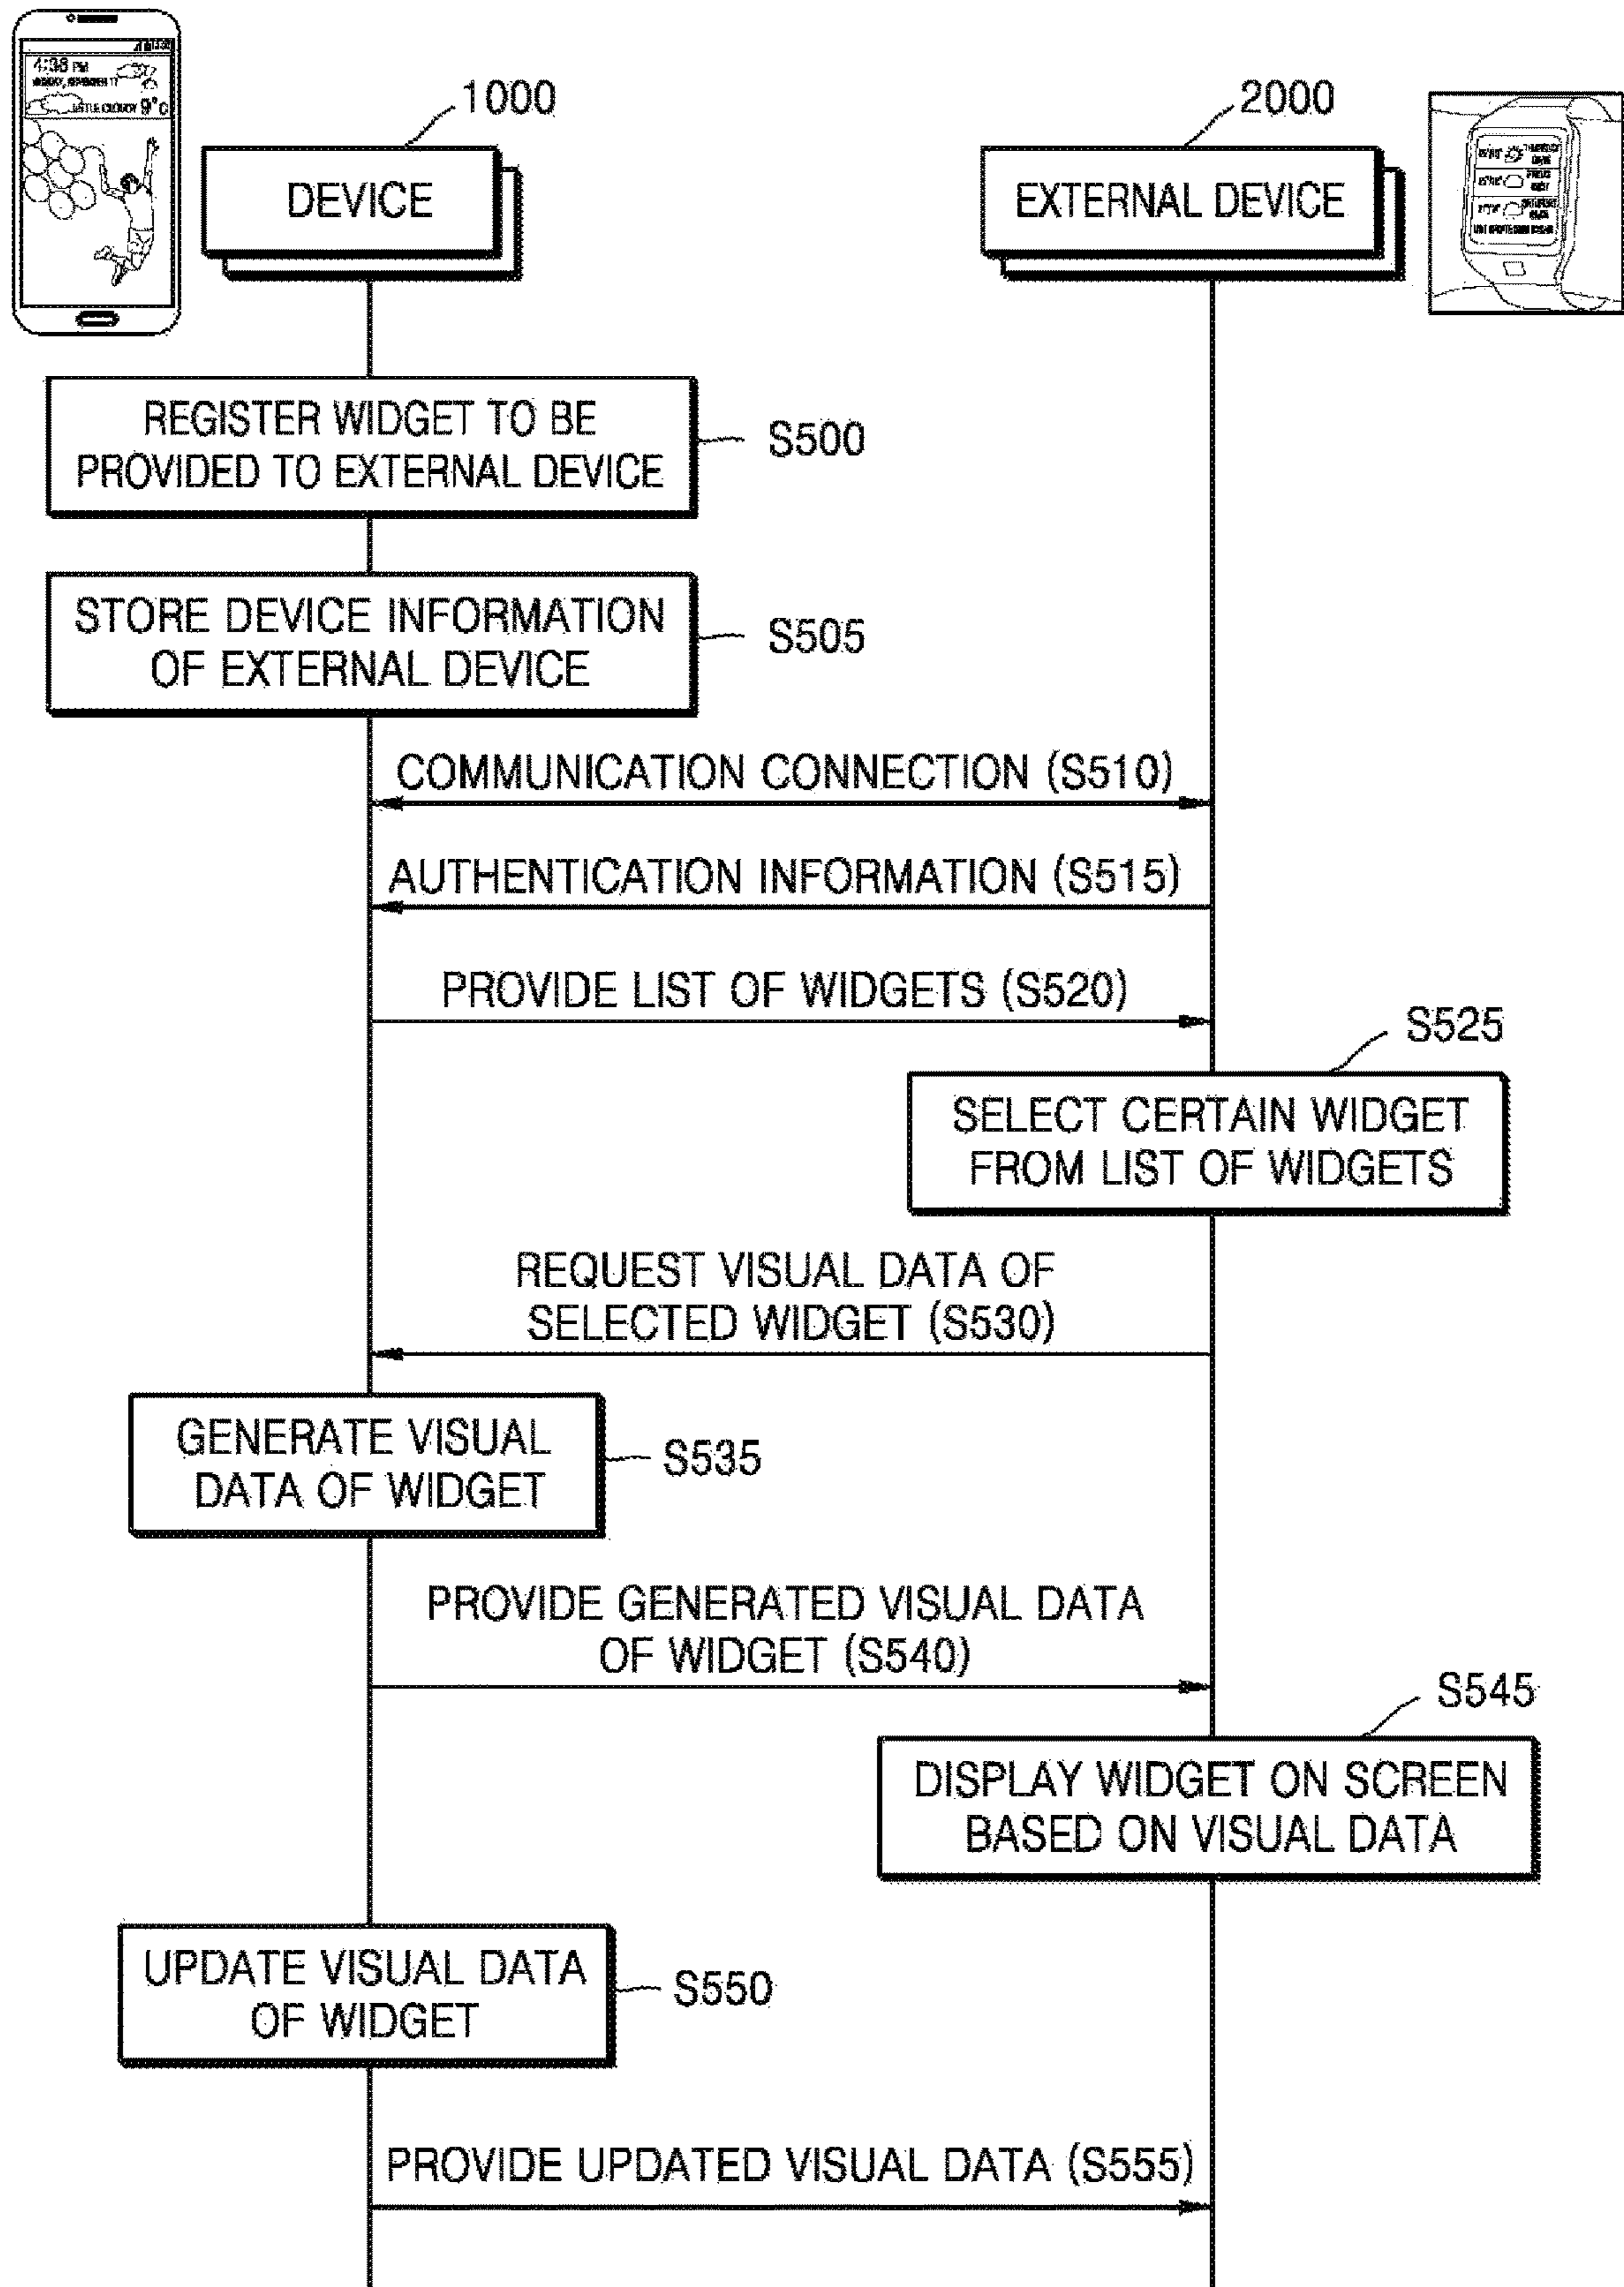 4:38 PM
9°C
1000
2000
DEVICE
EXTERNAL DEVICE
REGISTER WIDGET TO BE
PROVIDED TO EXTERNAL DEVICE
S500
STORE DEVICE INFORMATION
OF EXTERNAL DEVICE
S505
COMMUNICATION CONNECTION (S510)
AUTHENTICATION INFORMATION (S515)
PROVIDE LIST OF WIDGETS (S520)
S525
SELECT CERTAIN WIDGET
FROM LIST OF WIDGETS
REQUEST VISUAL DATA OF
SELECTED WIDGET (S530)
GENERATE VISUAL
DATA OF WIDGET
S535
PROVIDE GENERATED VISUAL DATA
OF WIDGET (S540)
S545
DISPLAY WIDGET ON SCREEN
BASED ON VISUAL DATA
UPDATE VISUAL DATA
OF WIDGET
S550
PROVIDE UPDATED VISUAL DATA (S555)